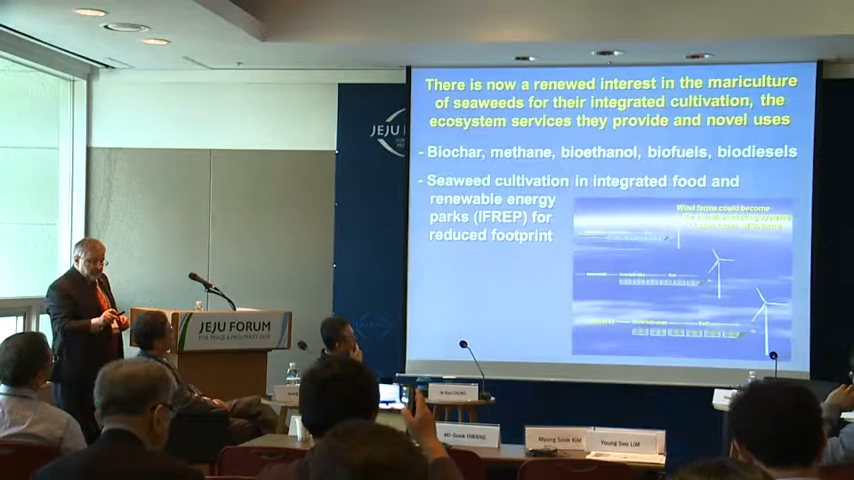 There is now a renewed interest in the mariculture
of seaweeds for their integrated cultivation, the
ecosystem services they provide and novel uses
- Biochar, methane, bioethanol, biofuels, biodiesels
- Seaweed cultivation in integrated food and
renewable energy
parks (IFREP) for
reduced footprint
Wind farms could become
JEJU FORUM
JEJU FORUM
FOR PEACE & PROSPERITY
Mi-Sook HWANG
Myung Sook KIM
Young Seo LIM